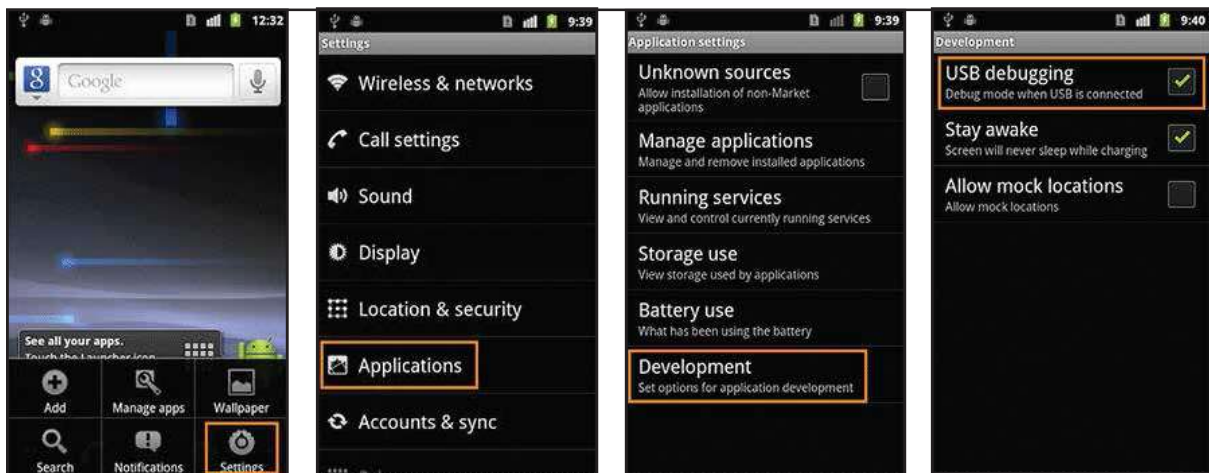 12:32
8 Google
See all your apps.
Touch the Launcher icon
Add
Manage apps
Wallpaper
Search
Notifications
Settings
9:39
Settings
Wireless & networks
Call settings
Sound
Display
Location & security
Applications
Accounts & sync
9:39
Application settings
Unknown sources
Allow installation of non-Market
applications
Manage applications
Manage and remove installed applications
Running services
View and control currently running services
Storage use
View storage used by applications
Battery use
What has been using the battery
Development
Set options for application development
9:40
Development
USB debugging
Debug mode when USB is connected
Stay awake
Screen will never sleep while charging
Allow mock locations
Allow mock locations